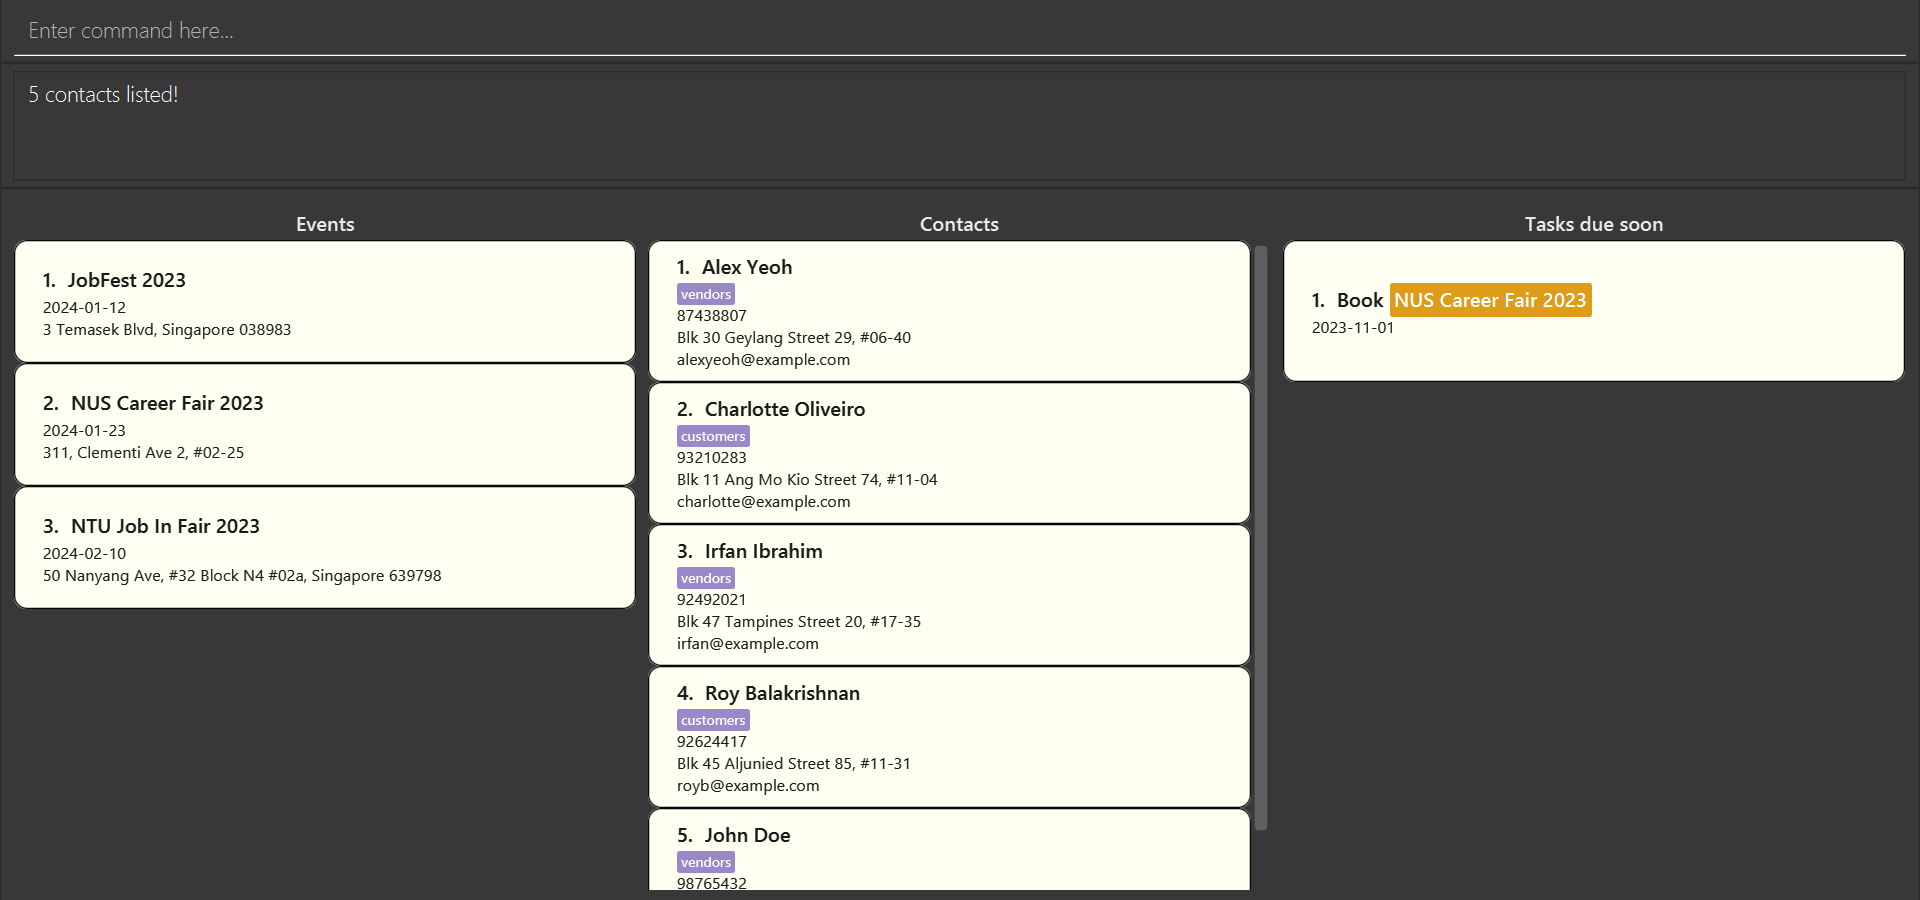 Enter command here...
5 contacts listed!
Events
1. JobFest 2023
2024-01-12
3 Temasek Blvd, Singapore 038983
2. NUS Career Fair 2023
2024-01-23
311, Clementi Ave 2, #02-25
3. NTU Job In Fair 2023
2024-02-10
50 Nanyang Ave, #32 Block N4 #02a, Singapore 639798
Contacts
1. Alex Yeoh
vendors
87438807
Blk 30 Geylang Street 29, #06-40
alexyeoh@example.com
2. Charlotte Oliveiro
customers
93210283
Blk 11 Ang Mo Kio Street 74, #11-04
charlotte@example.com
3. Irfan Ibrahim
vendors
92492021
Blk 47 Tampines Street 20, #17-35
irfan@example.com
4. Roy Balakrishnan
customers
92624417
Blk 45 Aljunied Street 85, #11-31
royb@example.com
5. John Doe
vendors
98765432
Tasks due soon
1. Book NUS Career Fair 2023
2023-11-01